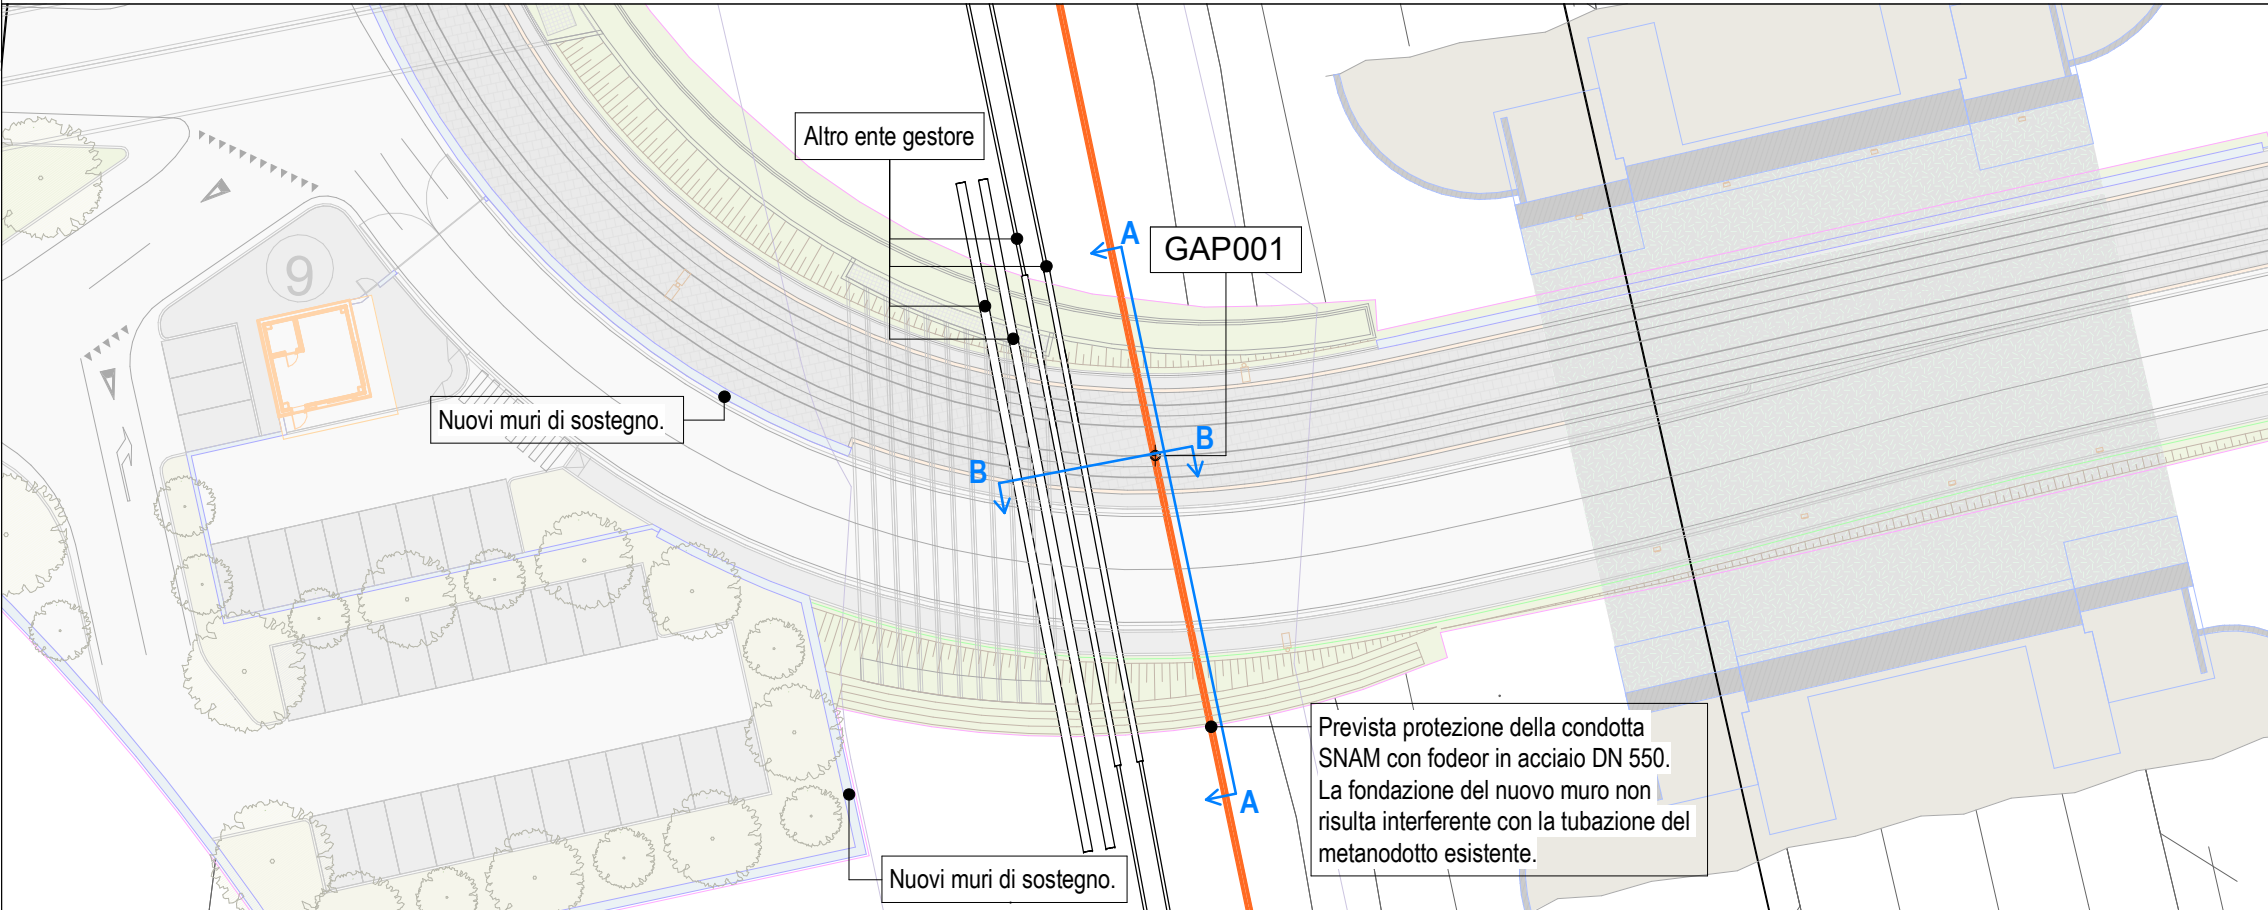 Altro ente gestore
A
GAP001
9
Nuovi muri di sostegno.
B
B
Prevista protezione della condotta
SNAM con fodeor in acciaio DN 550.
La fondazione del nuovo muro non
risulta interferente con la tubazione del
metanodotto esistente.
A
Nuovi muri di sostegno.